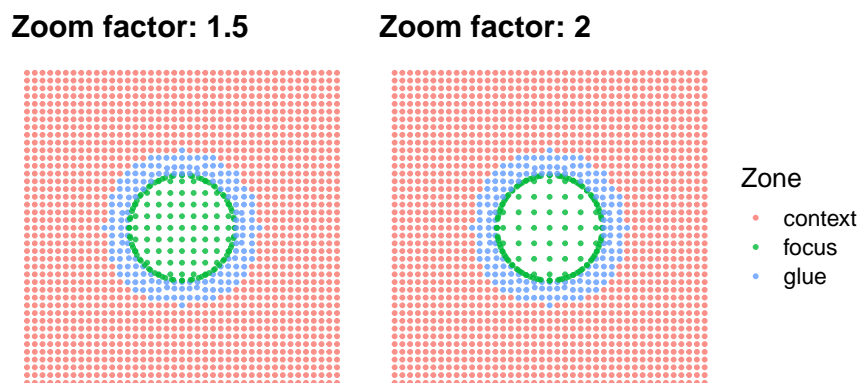 Zoom factor: 1.5
Zoom factor: 2
Zone
context
focus
glue